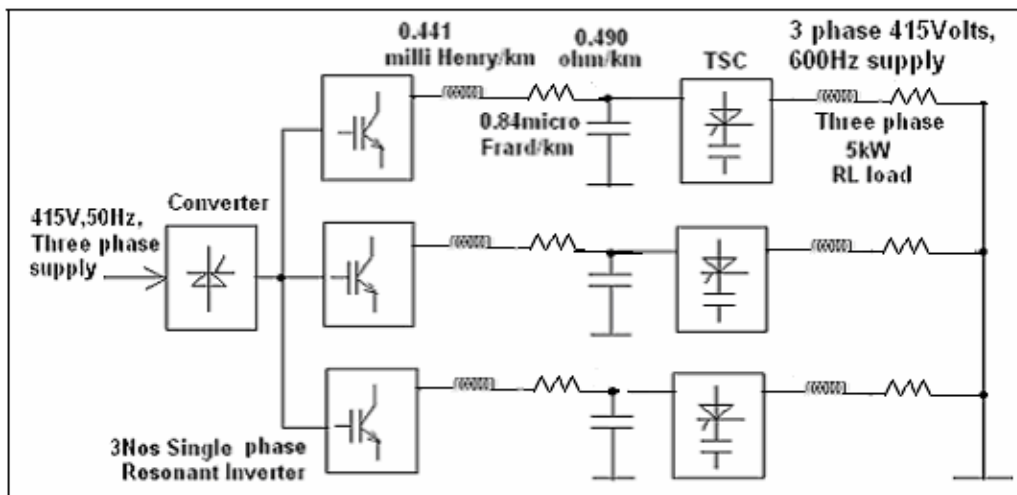 0.441
milli Henry/km
0.490
ohm/km
TSC
3 phase 415Volts,
600Hz supply
0.84micro
Frard/km
Three phase
5kW
RL load
Converter
415V,50Hz,
Three phase
supply
3Nos Single phase
Resonant Inverter